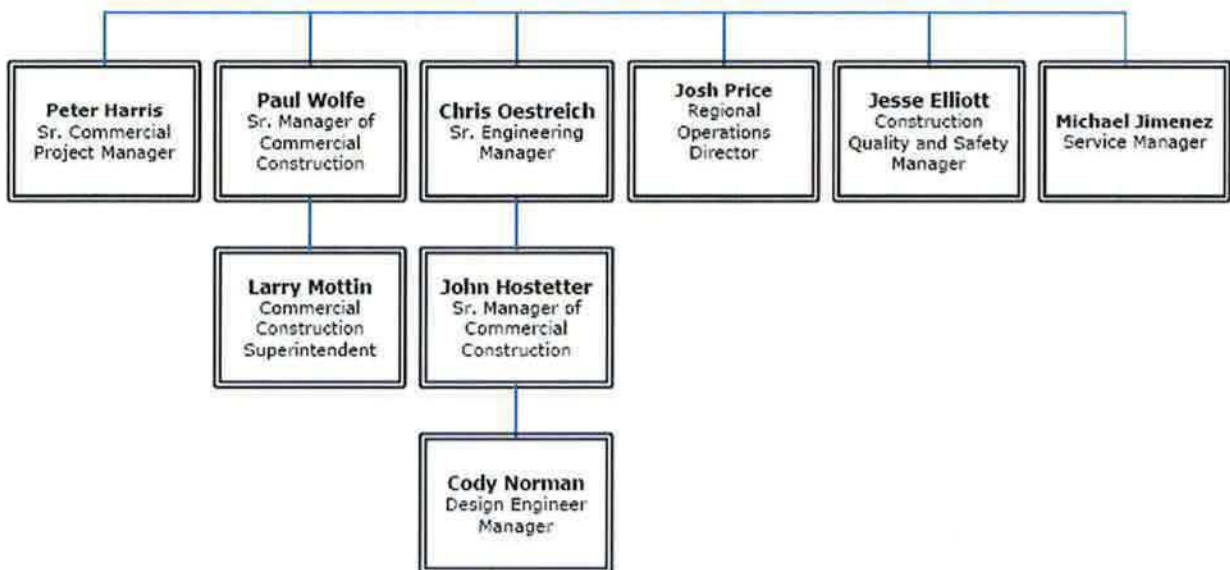 Peter Harris
Sr. Commercial
Project Manager
Paul Wolfe
Sr. Manager of
Commercial
Construction
Chris Oestreich
Sr. Engineering
Manager
Josh Price
Regional
Operations
Director
Jesse Elliott
Construction
Quality and Safety
Manager
Michael Jimenez
Service Manager
Larry Mottin
Commercial
Construction
Superintendent
John Hostetter
Sr. Manager of
Commercial
Construction
Cody Norman
Design Engineer
Manager